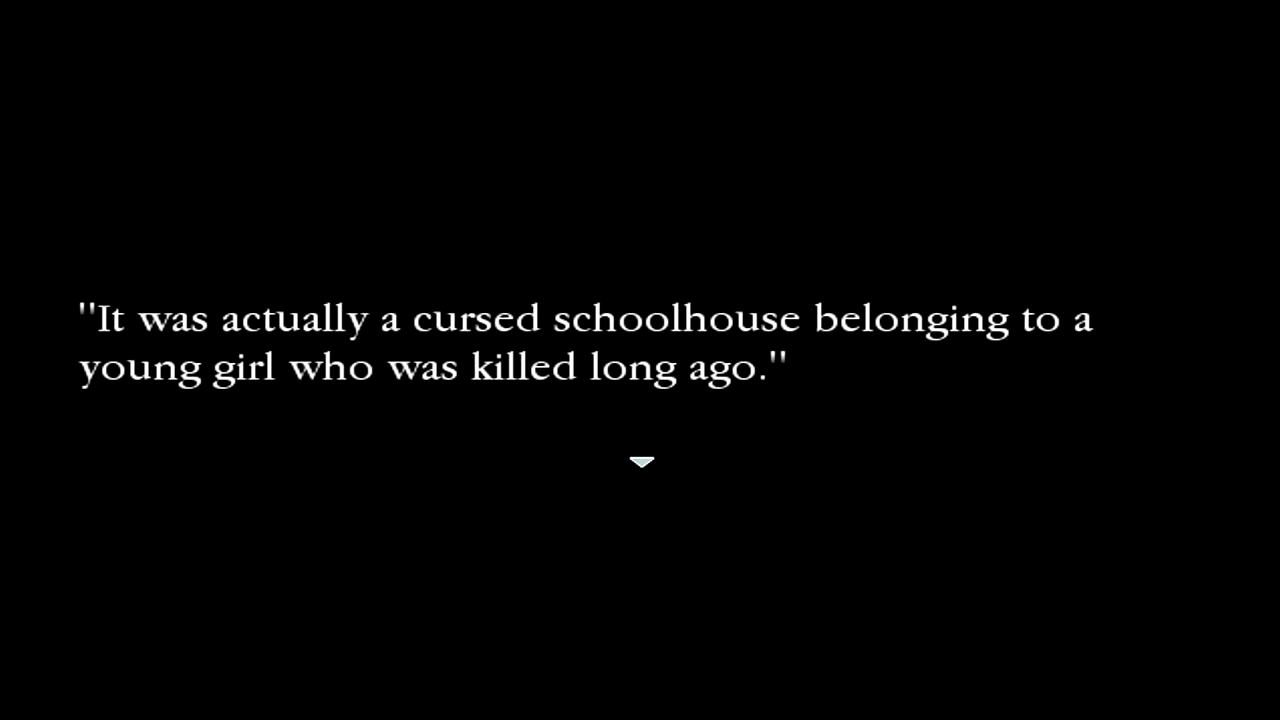 "It was actually a cursed schoolhouse belonging to a
young girl who was killed long ago."